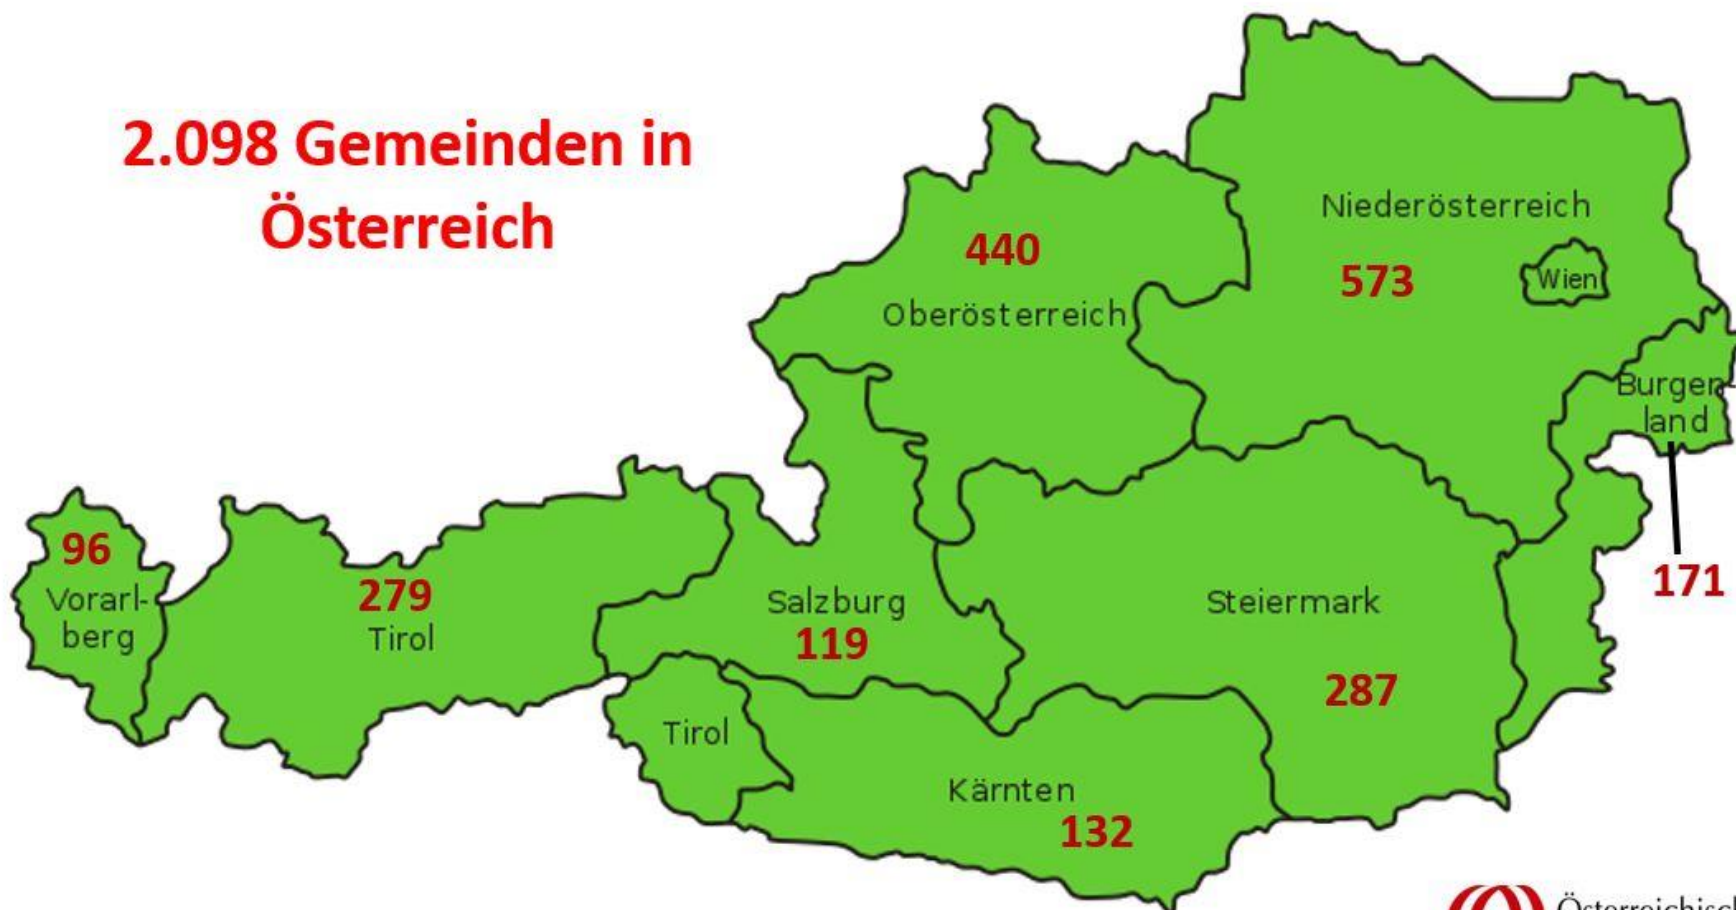 2.098 Gemeinden in
Österreich
Niederösterreich
573
Wien
440
Oberösterreich
Burgen-
land
171
96
Vorarl-
berg
279
Tirol
Salzburg
119
Steiermark
287
Tirol
Kärnten
132